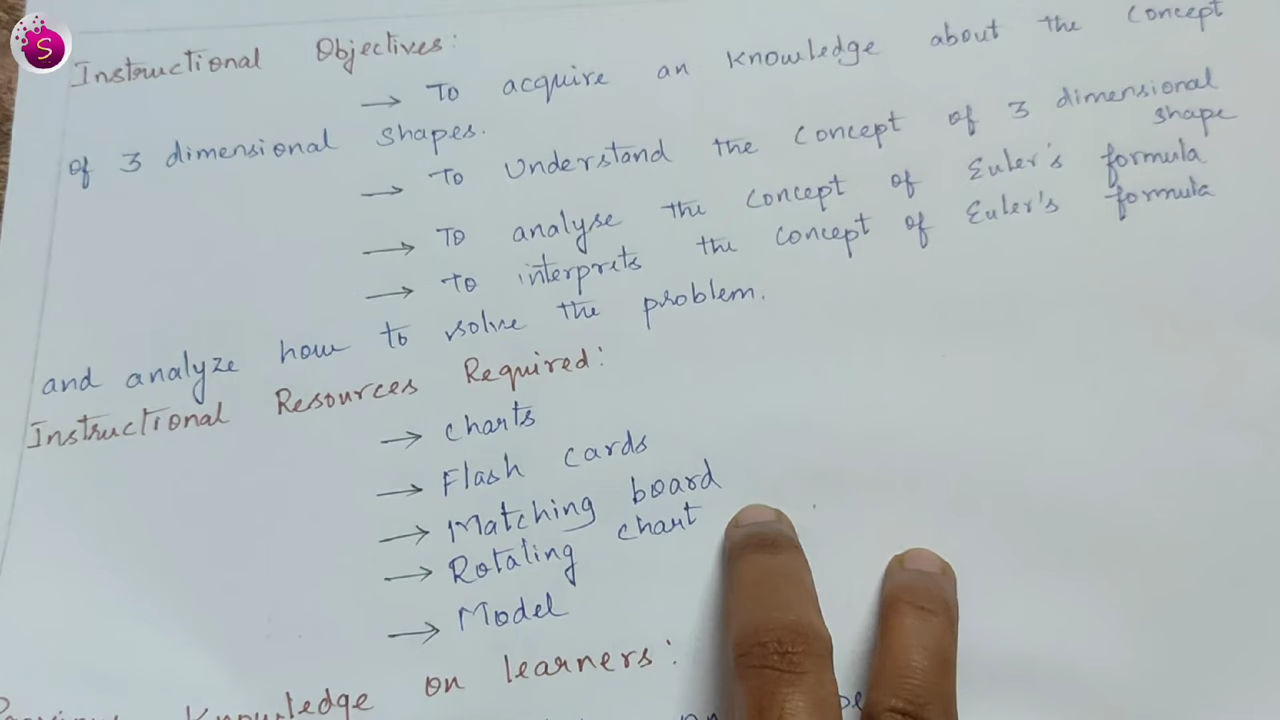 S
Instructional Objectives:
→ To acquire an knowledge about the concept
of 3 dimensional shapes.
→ To Understand the concept of 3 dimensional
shape
→ To analyse the concept of Euler's formula
→ To interprets the concept of Euler's formula
and analyze how to solve the problem.
Instructional Resources Required:
→ Charts
→ Flash cards
→ Matching board
→ Rotating chart
→ Model
Knowledge on learners: